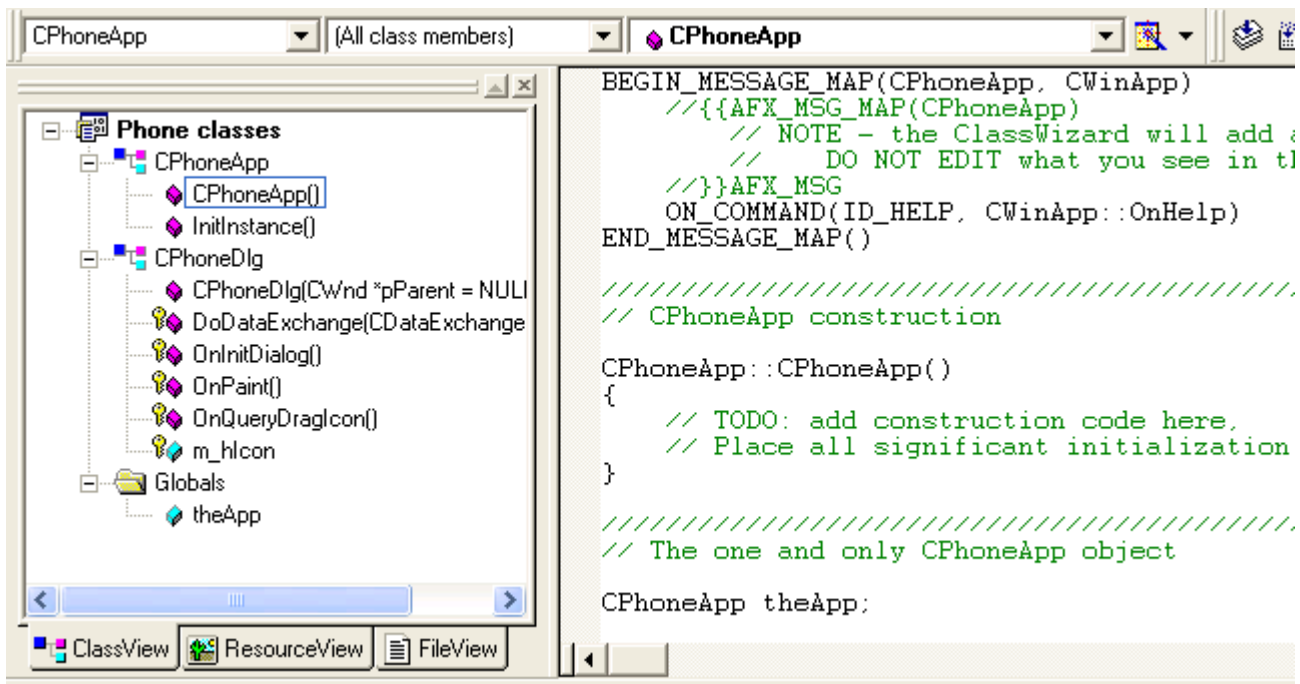 CPhoneApp
(All class members)
CPhoneApp
Phone classes
CPhoneApp
CPhoneApp()
InitInstance()
CPhoneDlg
CPhoneDlg(CWnd *pParent = NULL
DoDataExchange(CDataExchange
OnInitDialog()
OnPaint()
OnQueryDragIcon()
m_hIcon
Globals
theApp
ClassView
ResourceView
FileView
BEGIN_MESSAGE_MAP(CPhoneApp, CWinApp)
//{{AFX_MSG_MAP(CPhoneApp)
// NOTE - the ClassWizard will add
// DO NOT EDIT what you see in
//}}AFX_MSG
ON_COMMAND(ID_HELP, CWinApp::OnHelp)
END_MESSAGE_MAP()
////////////////////////////////////////////
// CPhoneApp construction
CPhoneApp::CPhoneApp()
{
// TODO: add construction code here,
// Place all significant initialization
}
////////////////////////////////////////////
// The one and only CPhoneApp object
CPhoneApp theApp;